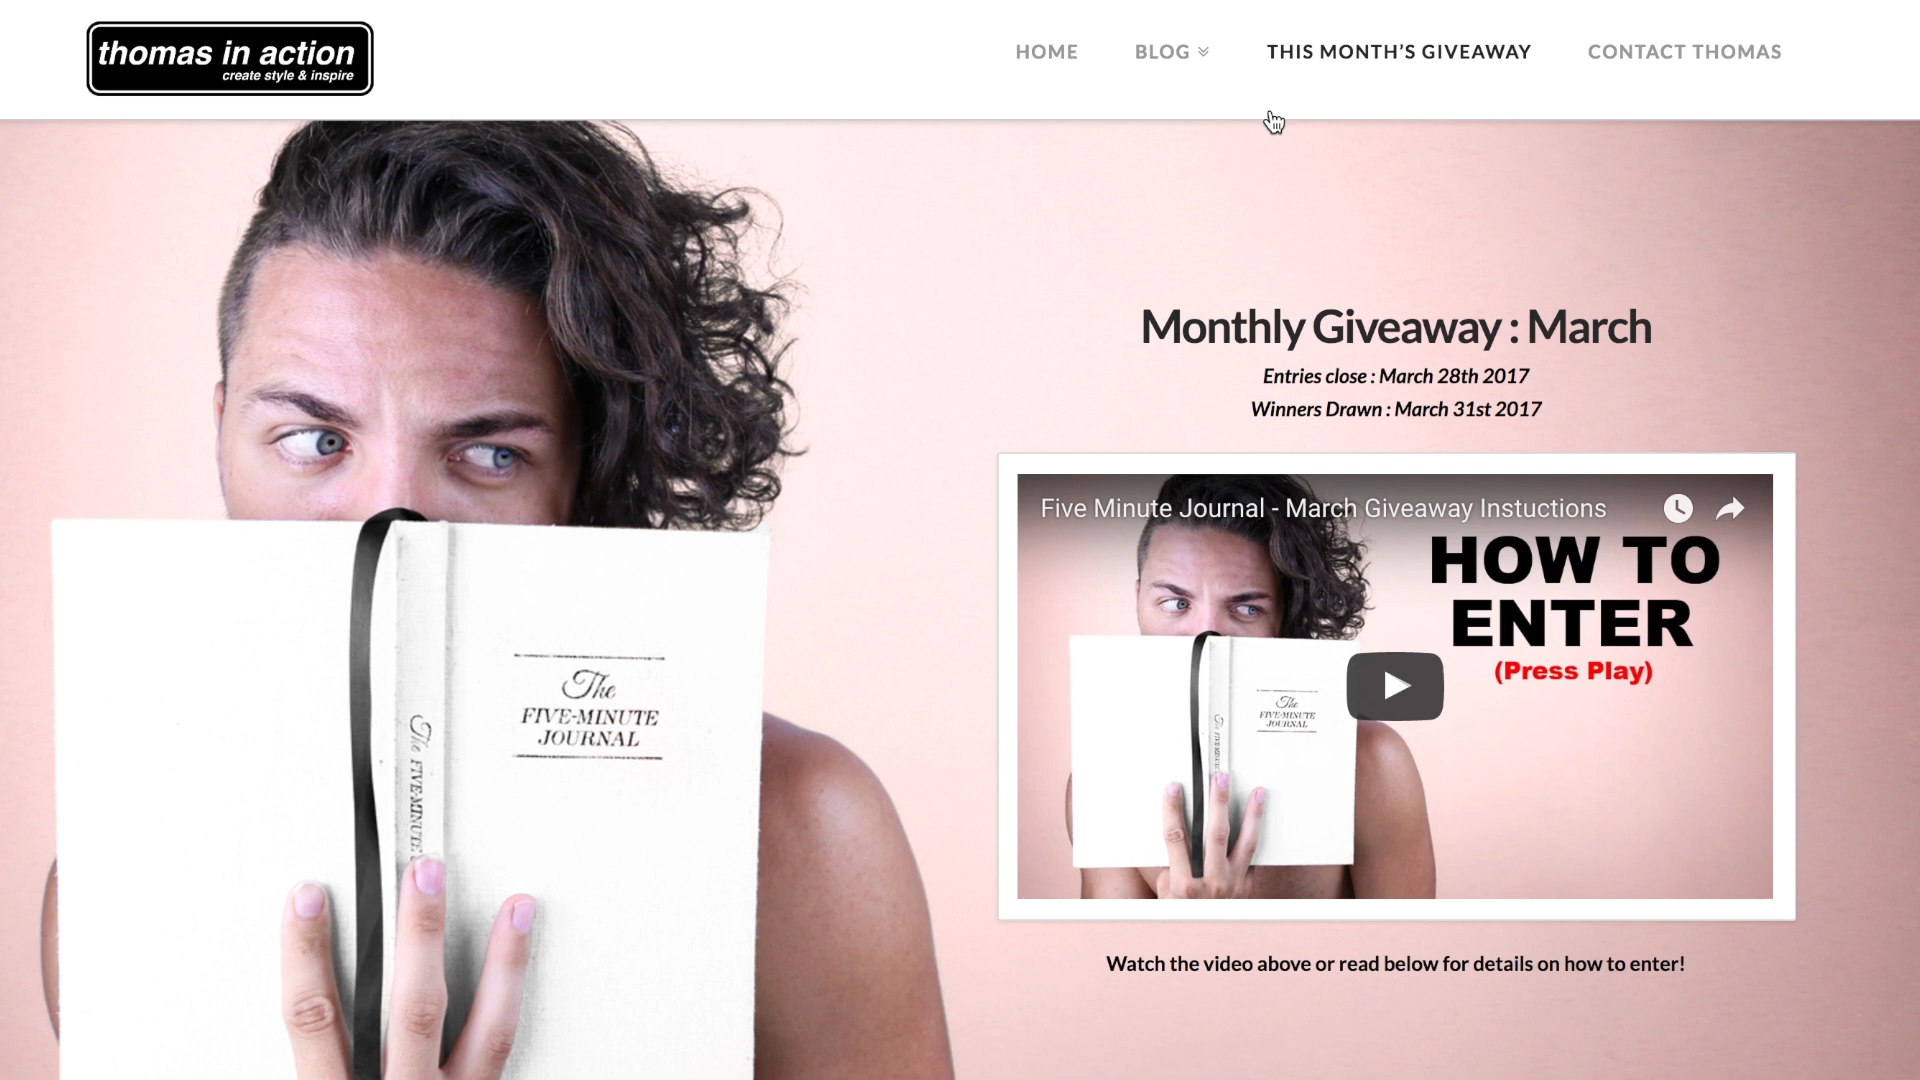 thomas in action
create style & inspire
HOME
BLOG
THIS MONTH'S GIVEAWAY
CONTACT THOMAS
Monthly Giveaway : March
Entries close : March 28th 2017
Winners Drawn : March 31st 2017
Five Minute Journal - March Giveaway Instuctions
HOW TO
ENTER
(Press Play)
The
FIVE-MINUTE
JOURNAL
The FIVE-MINUTE
Watch the video above or read below for details on how to enter!
The
FIVE-MINUTE
JOURNAL
The FIVE-MINUTE